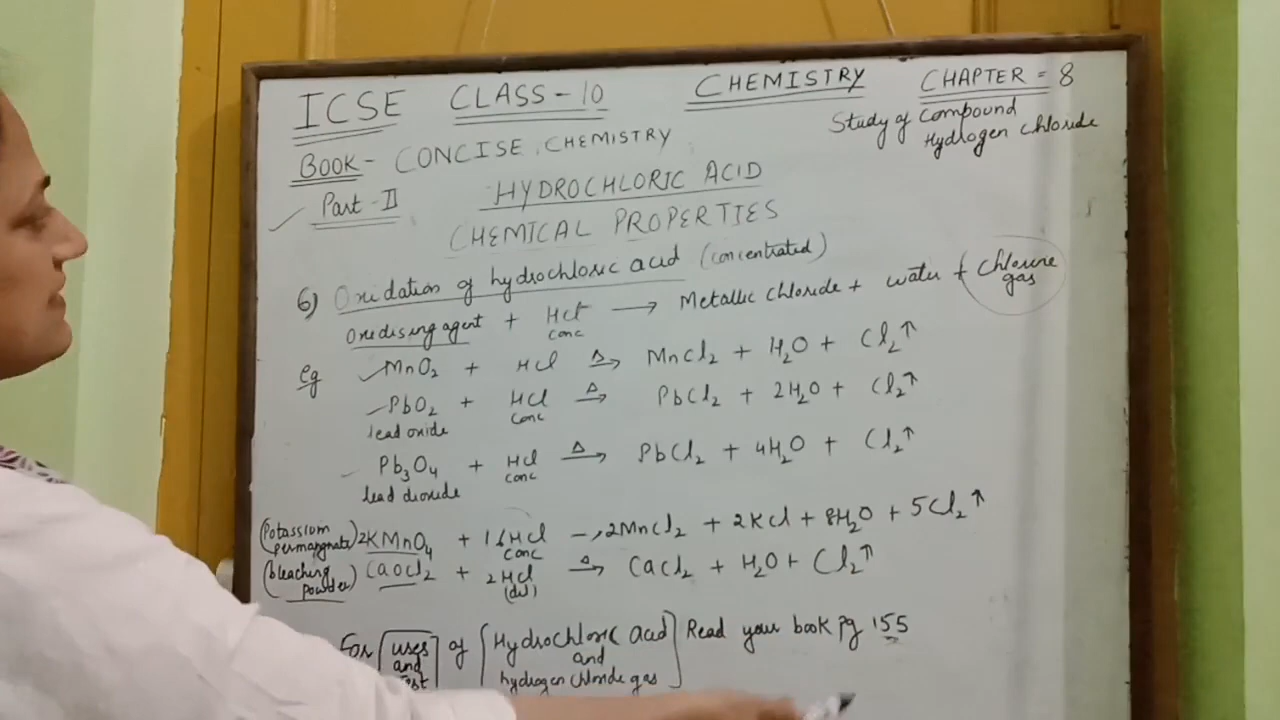 ICSE CLASS-10 CHEMISTRY CHAPTER = 8
Study of compound
Hydrogen chloride
BOOK- CONCISE CHEMISTRY
Part-II HYDROCHLORIC ACID
CHEMICAL PROPERTIES
6) Oxidation of hydrochloric acid (concentrated)
Oxedising agent + HCl ⟶ Metallic chloride + water + chlorine gas
conc
Eg MnO₂ + HCl △→ MnCl₂ + H₂O + Cl₂↑
PbO₂ + HCl △→ PbCl₂ + 2H₂O + Cl₂↑
lead oxide conc
Pb₃O₄ + HCl △→ PbCl₂ + 4H₂O + Cl₂↑
lead dioxide conc
(Potassium permagnate) 2KMnO₄ + 16HCl → 2MnCl₂ + 2KCl + 8H₂O + 5Cl₂↑
conc
(bleaching powder) CaOCl₂ + 2HCl △→ CaCl₂ + H₂O + Cl₂↑
(dil)
For [uses and] of [Hydrochloric acid and hydrogen chloride gas] Read your book pg 155